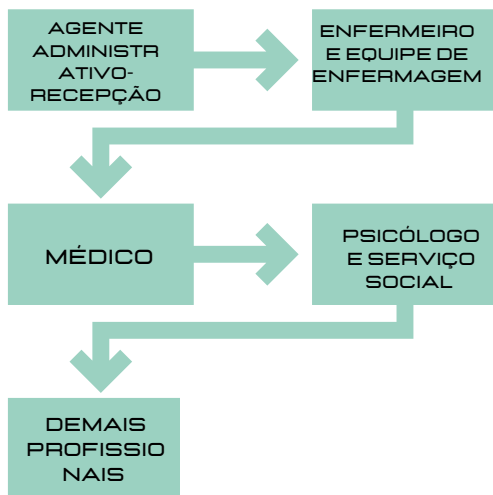 AGENTE
ADMINISTR
ATIVO-
RECEPÇÃO
ENFERMEIRO
E EQUIPE DE
ENFERMAGEM
MÉDICO
PSICÓLOGO
E SERVIÇO
SOCIAL
DEMAIS
PROFISSIO
NAIS